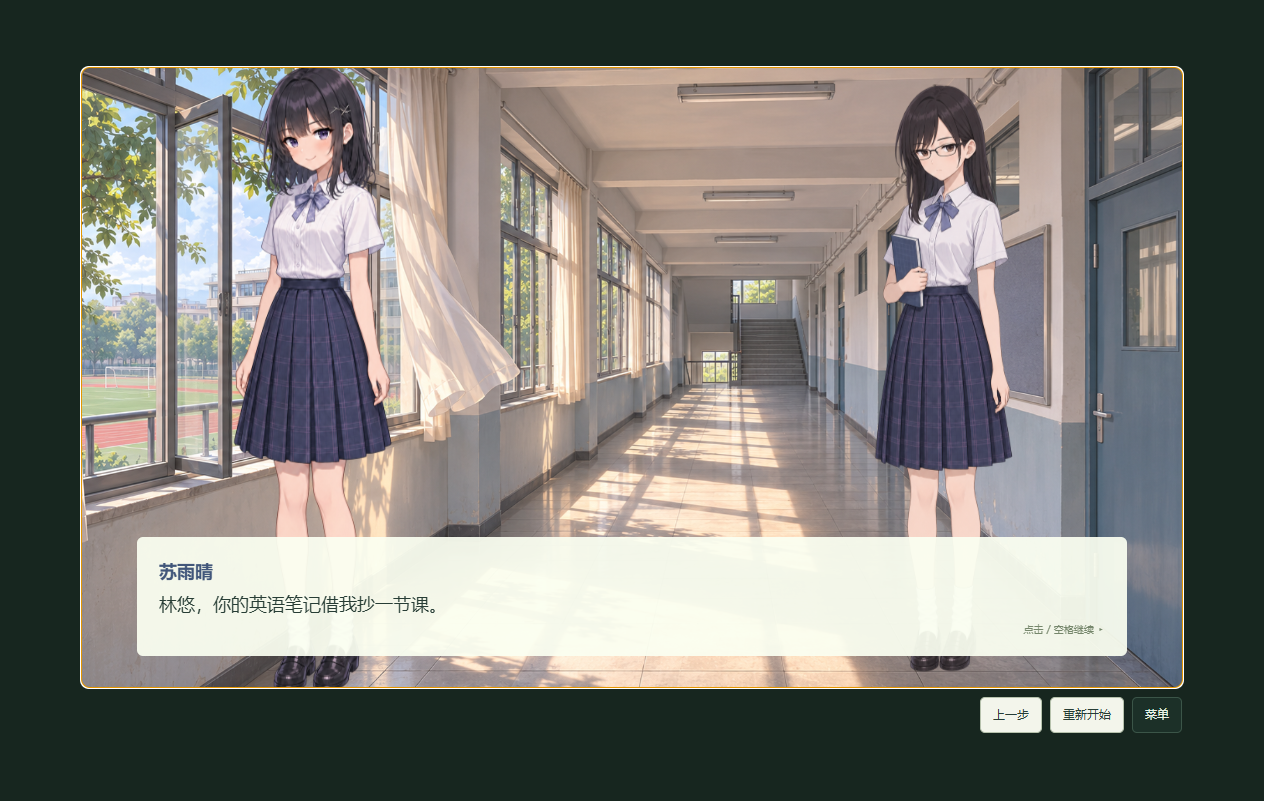 苏雨晴
林悠，你的英语笔记借我抄一节课。
点击 / 空格继续 ▸
上一步
重新开始
菜单